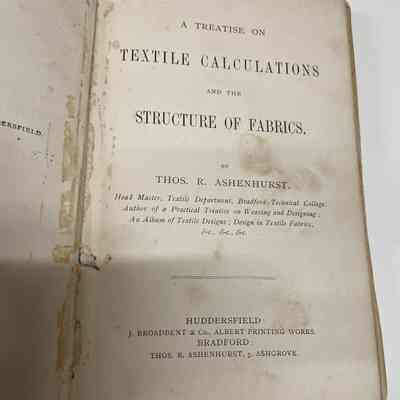 DERSFIELD.
A TREATISE ON
TEXTILE CALCULATIONS
AND THE
STRUCTURE OF FABRICS.
BY
THOS. R. ASHENHURST,
Head Master, Textile Department, Bradford Technical College.
Author of a Practical Treatise on Weaving and Designing;
An Album of Textile Designs; Design in Textile Fabrics,
&c., &c., &c.
HUDDERSFIELD:
J. BROADBENT & Co., ALBERT PRINTING WORKS.
BRADFORD:
THOS. R. ASHENHURST, 5, ASHGROVE.